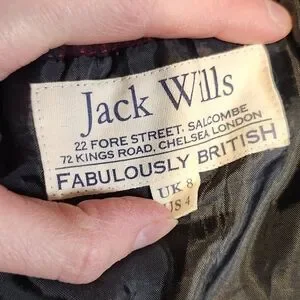 Jack Wills
22 FORE STREET, SALCOMBE
72 KINGS ROAD, CHELSEA LONDON
FABULOUSLY BRITISH
UK 8
US 4